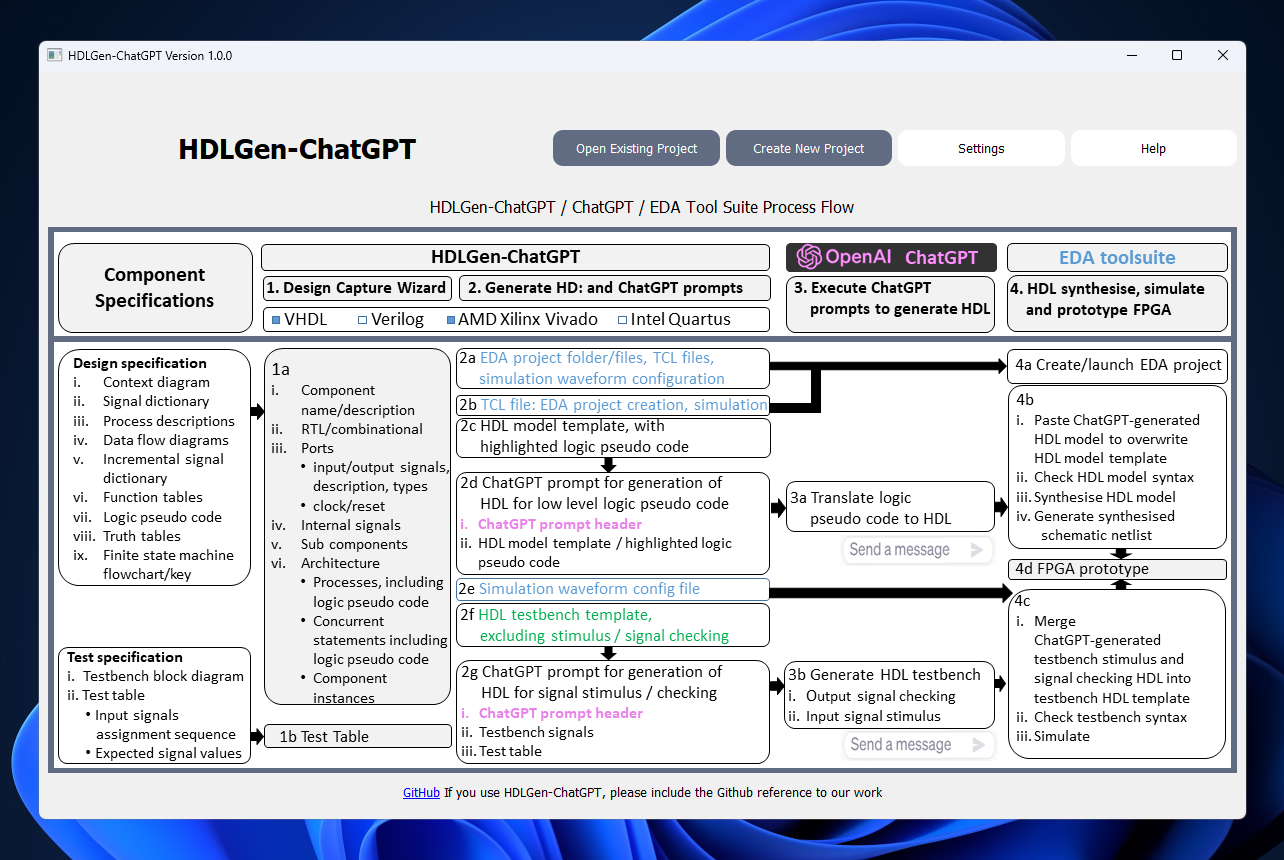 HDLGen-ChatGPT Version 1.0.0
HDLGen-ChatGPT
Open Existing Project
Create New Project
Settings
Help
HDLGen-ChatGPT / ChatGPT / EDA Tool Suite Process Flow
Component
Specifications
HDLGen-ChatGPT
1. Design Capture Wizard
2. Generate HD: and ChatGPT prompts
VHDL
Verilog
AMD Xilinx Vivado
Intel Quartus
OpenAI ChatGPT
3. Execute ChatGPT
prompts to generate HDL
EDA toolsuite
4. HDL synthesise, simulate
and prototype FPGA
Design specification
i. Context diagram
ii. Signal dictionary
iii. Process descriptions
iv. Data flow diagrams
v. Incremental signal
dictionary
vi. Function tables
vii. Logic pseudo code
viii. Truth tables
ix. Finite state machine
flowchart/key
Test specification
i. Testbench block diagram
ii. Test table
• Input signals
assignment sequence
• Expected signal values
1a
i. Component
name/description
ii. RTL/combinational
iii. Ports
• input/output signals,
description, types
• clock/reset
iv. Internal signals
v. Sub components
vi. Architecture
• Processes, including
logic pseudo code
• Concurrent
statements including
logic pseudo code
• Component
instances
1b Test Table
2a EDA project folder/files, TCL files,
simulation waveform configuration
2b TCL file: EDA project creation, simulation
2c HDL model template, with
highlighted logic pseudo code
2d ChatGPT prompt for generation of
HDL for low level logic pseudo code
i. ChatGPT prompt header
ii. HDL model template / highlighted logic
pseudo code
2e Simulation waveform config file
2f HDL testbench template,
excluding stimulus / signal checking
2g ChatGPT prompt for generation of
HDL for signal stimulus / checking
i. ChatGPT prompt header
ii. Testbench signals
iii. Test table
3a Translate logic
pseudo code to HDL
Send a message
3b Generate HDL testbench
i. Output signal checking
ii. Input signal stimulus
Send a message
4a Create/launch EDA project
4b
i. Paste ChatGPT-generated
HDL model to overwrite
HDL model template
ii. Check HDL model syntax
iii. Synthesise HDL model
iv. Generate synthesised
schematic netlist
4d FPGA prototype
4c
i. Merge
ChatGPT-generated
testbench stimulus and
signal checking HDL into
testbench HDL template
ii. Check testbench syntax
iii. Simulate
GitHub If you use HDLGen-ChatGPT, please include the Github reference to our work